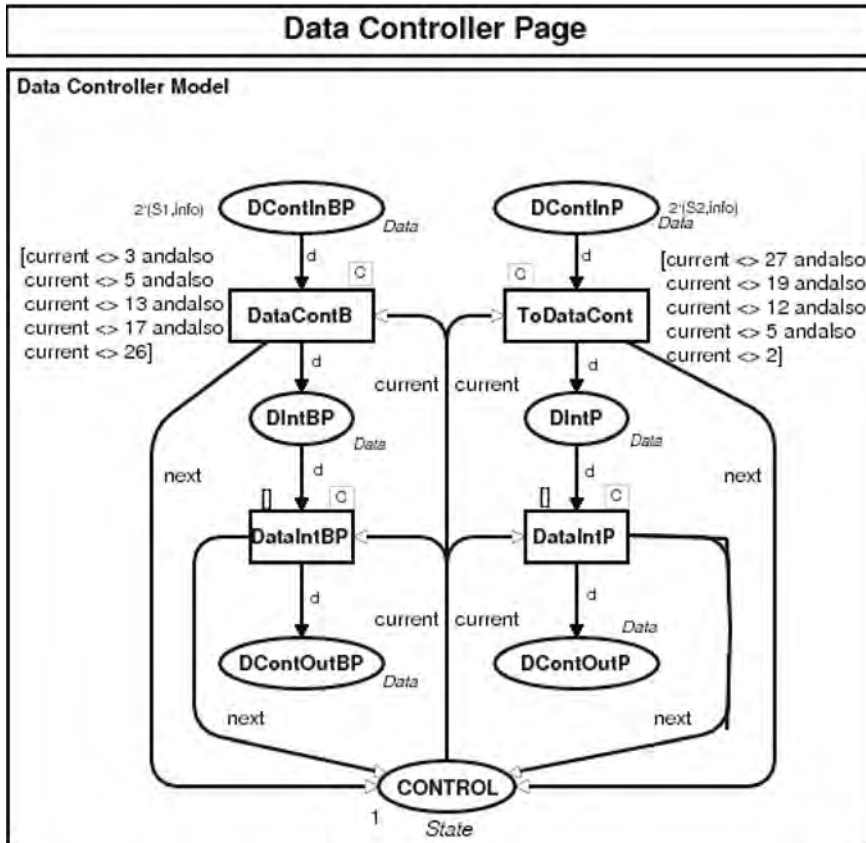 Data Controller Page
Data Controller Model
2`(S1,info)
DContInBP
Data
DContInP
2`(S2,info)
Data
[current <> 3 andalso
current <> 5 andalso
current <> 13 andalso
current <> 17 andalso
current <> 26]
d
C
DataContB
C
d
ToDataCont
[current <> 27 andalso
current <> 19 andalso
current <> 12 andalso
current <> 5 andalso
current <> 2]
d
current
current
d
DIntBP
Data
DIntP
Data
next
d
d
next
[]
C
[]
C
DataIntBP
DataIntP
d
current
current
d
Data
DContOutBP
Data
DContOutP
next
next
CONTROL
1
State